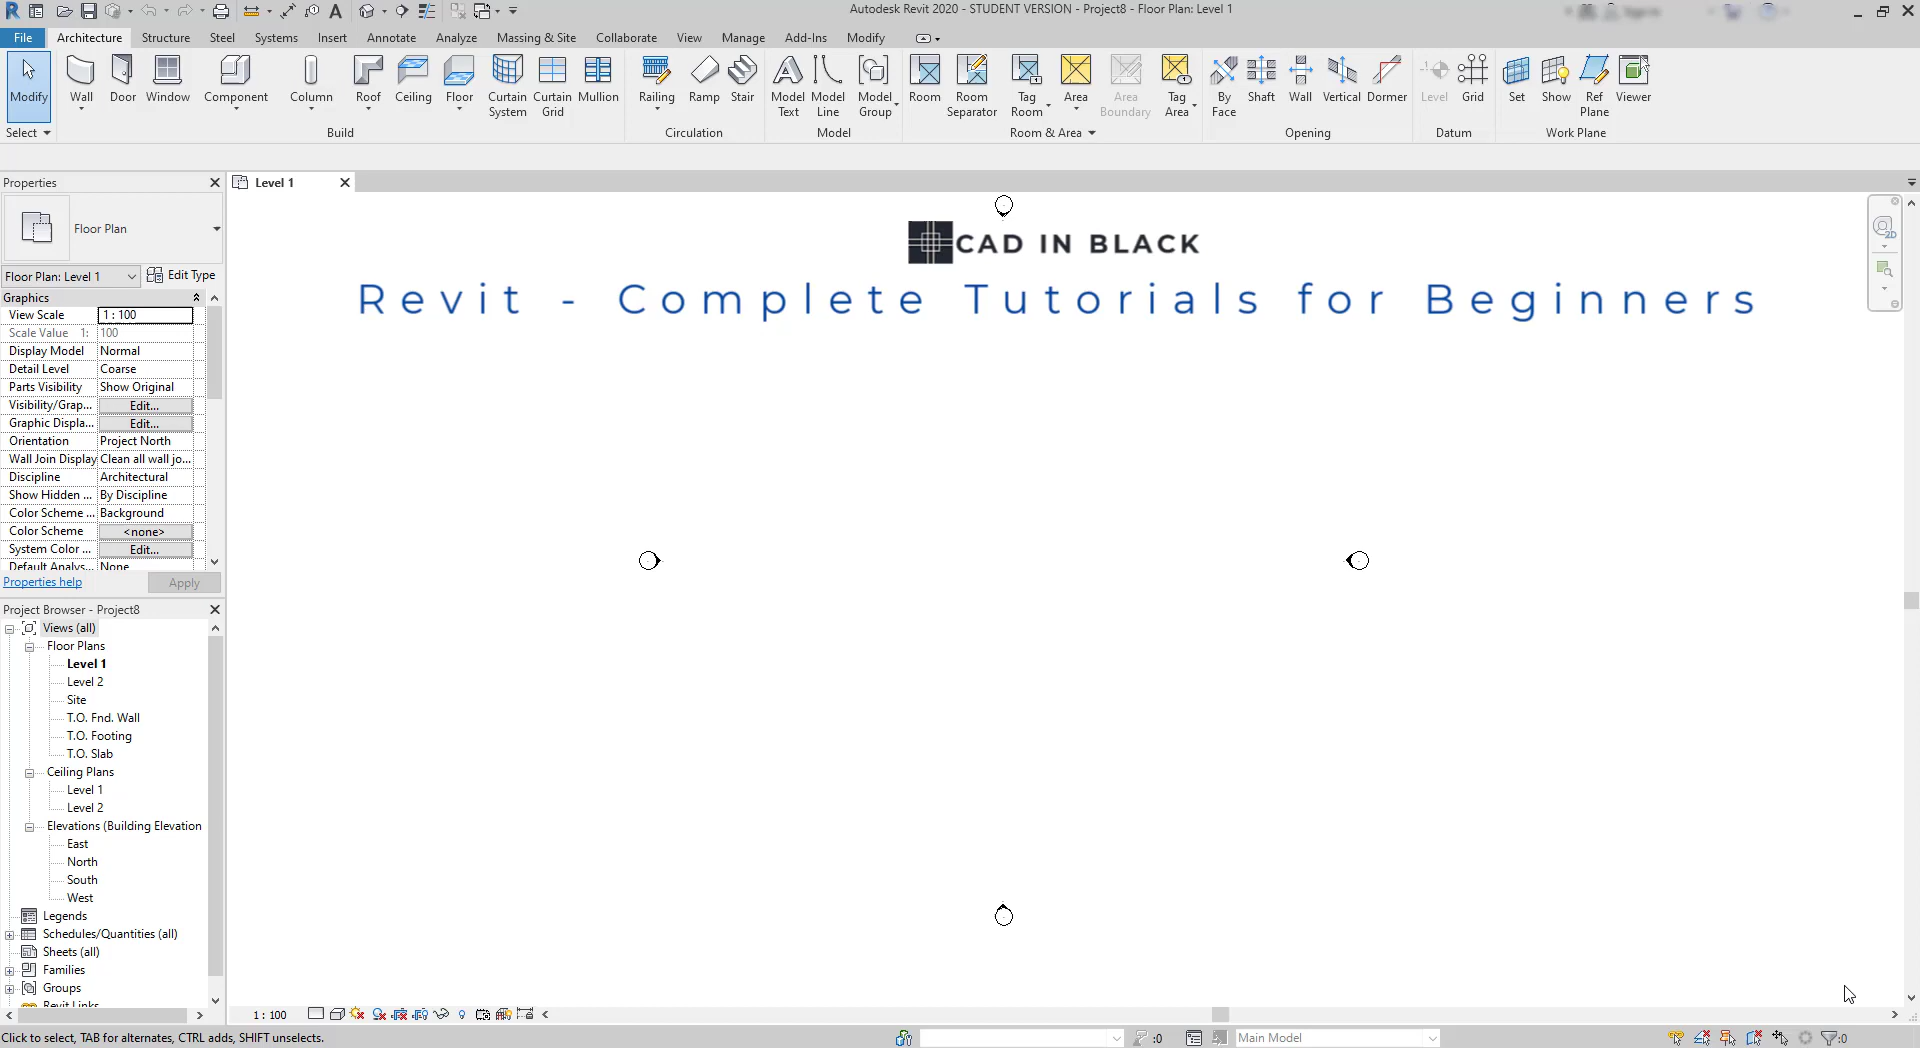 Autodesk Revit 2020 - STUDENT VERSION - Project8 - Floor Plan: Level 1
File Architecture Structure Steel Systems Insert Annotate Analyze Massing & Site Collaborate View Manage Add-Ins Modify
Modify Wall Door Window Component Column Roof Ceiling Floor Curtain System Curtain Grid Mullion Railing Ramp Stair Model Text Model Line Model Group Room Room Separator Tag Room Area Area Boundary Tag Area By Face Shaft Wall Vertical Dormer Level Grid Set Show Ref Plane Viewer
Select Build Circulation Model Room & Area Opening Datum Work Plane
Properties
Floor Plan
Floor Plan: Level 1 Edit Type
Graphics
View Scale 1 : 100
Scale Value 1: 100
Display Model Normal
Detail Level Coarse
Parts Visibility Show Original
Visibility/Grap... Edit...
Graphic Displa... Edit...
Orientation Project North
Wall Join Display Clean all wall jo...
Discipline Architectural
Show Hidden ... By Discipline
Color Scheme ... Background
Color Scheme <none>
System Color ... Edit...
Default Analys... None
Properties help Apply
Project Browser - Project8
Views (all)
Floor Plans
Level 1
Level 2
Site
T.O. Fnd. Wall
T.O. Footing
T.O. Slab
Ceiling Plans
Level 1
Level 2
Elevations (Building Elevation
East
North
South
West
Legends
Schedules/Quantities (all)
Sheets (all)
Families
Groups
Revit Links
Level 1
CAD IN BLACK
Revit - Complete Tutorials for Beginners
2D
1 : 100
Click to select, TAB for alternates, CTRL adds, SHIFT unselects.
:0
Main Model
:0